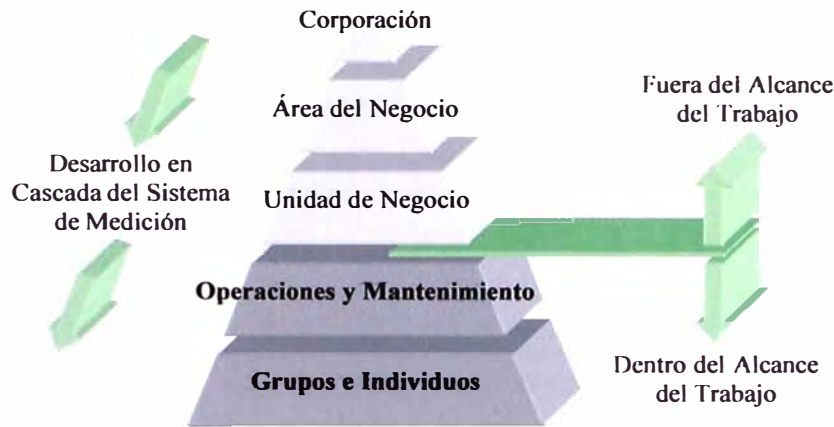 Corporación
Área del Negocio
Unidad de Negocio
Operaciones y Mantenimiento
Grupos e Individuos
Desarrollo en
Cascada del Sistema
de Medición
Fuera del Alcance
del Trabajo
Dentro del Alcance
del Trabajo